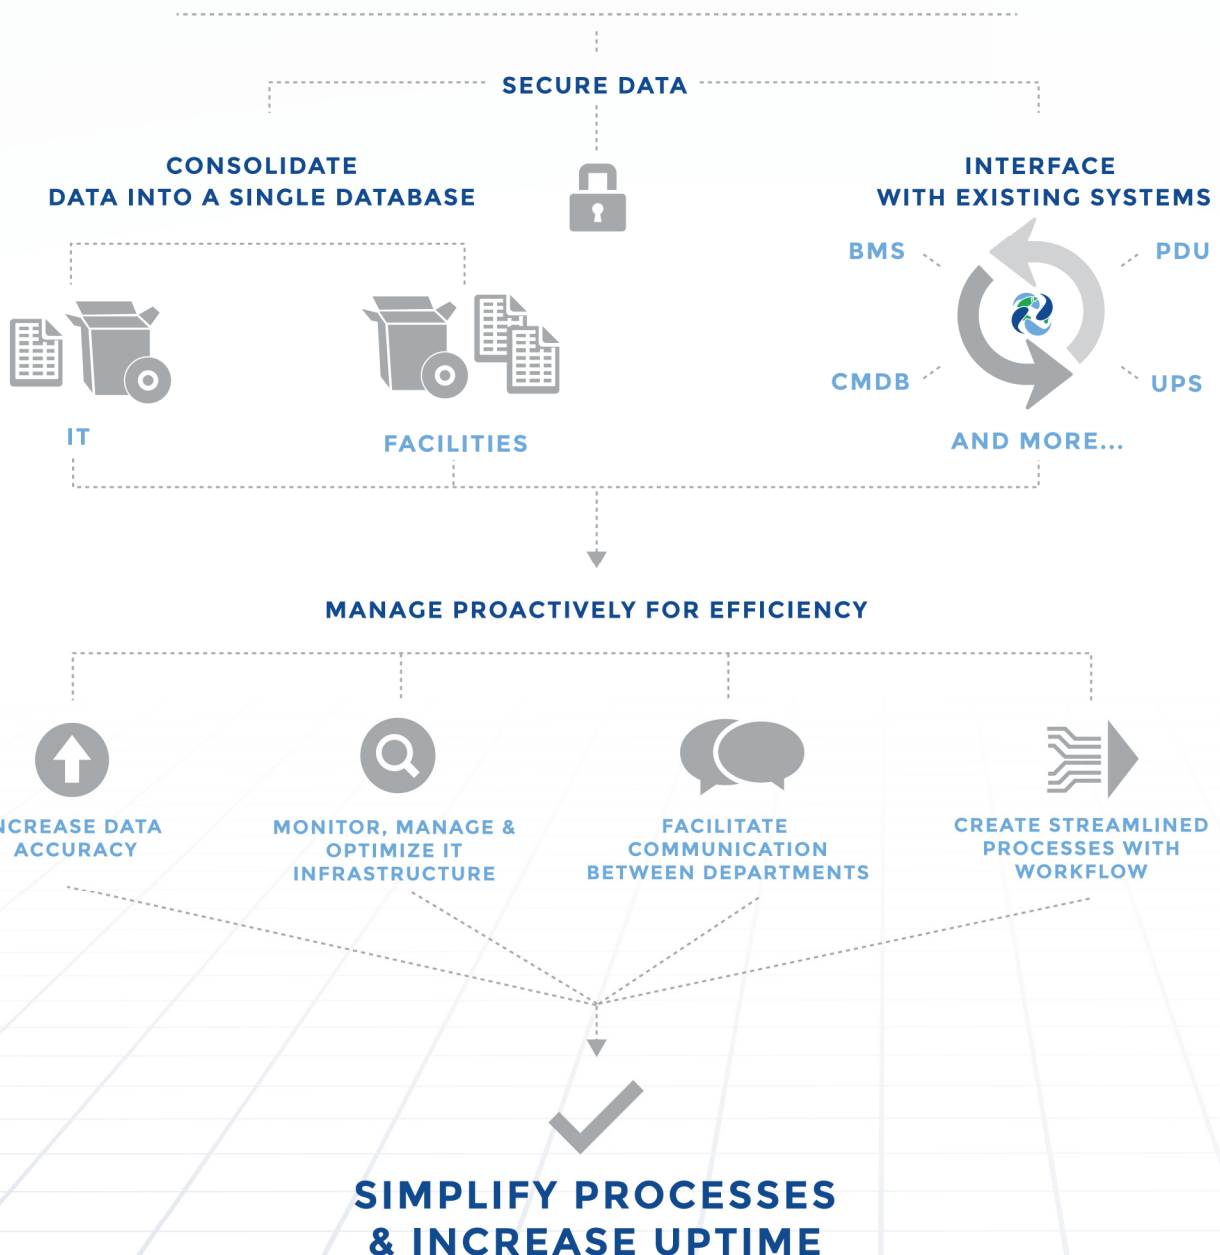 SECURE DATA
CONSOLIDATE
DATA INTO A SINGLE DATABASE
INTERFACE
WITH EXISTING SYSTEMS
BMS
PDU
CMDB
UPS
IT
FACILITIES
AND MORE...
MANAGE PROACTIVELY FOR EFFICIENCY
NCREASE DATA
ACCURACY
MONITOR, MANAGE &
OPTIMIZE IT
INFRASTRUCTURE
FACILITATE
COMMUNICATION
BETWEEN DEPARTMENTS
CREATE STREAMLINED
PROCESSES WITH
WORKFLOW
SIMPLIFY PROCESSES
& INCREASE UPTIME